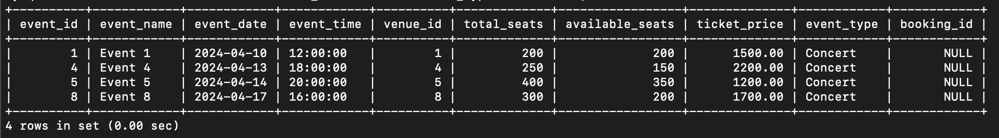 +-----------+------------+------------+------------+----------+-------------+-----------------+--------------+------------+------------+
| event_id | event_name | event_date | event_time | venue_id | total_seats | available_seats | ticket_price | event_type | booking_id |
+-----------+------------+------------+------------+----------+-------------+-----------------+--------------+------------+------------+
| 1 | Event 1 | 2024-04-10 | 12:00:00 | 1 | 200 | 200 | 1500.00 | Concert | NULL |
| 4 | Event 4 | 2024-04-13 | 18:00:00 | 4 | 250 | 150 | 2200.00 | Concert | NULL |
| 5 | Event 5 | 2024-04-14 | 20:00:00 | 5 | 400 | 350 | 1200.00 | Concert | NULL |
| 8 | Event 8 | 2024-04-17 | 16:00:00 | 8 | 300 | 200 | 1700.00 | Concert | NULL |
+-----------+------------+------------+------------+----------+-------------+-----------------+--------------+------------+------------+
4 rows in set (0.00 sec)